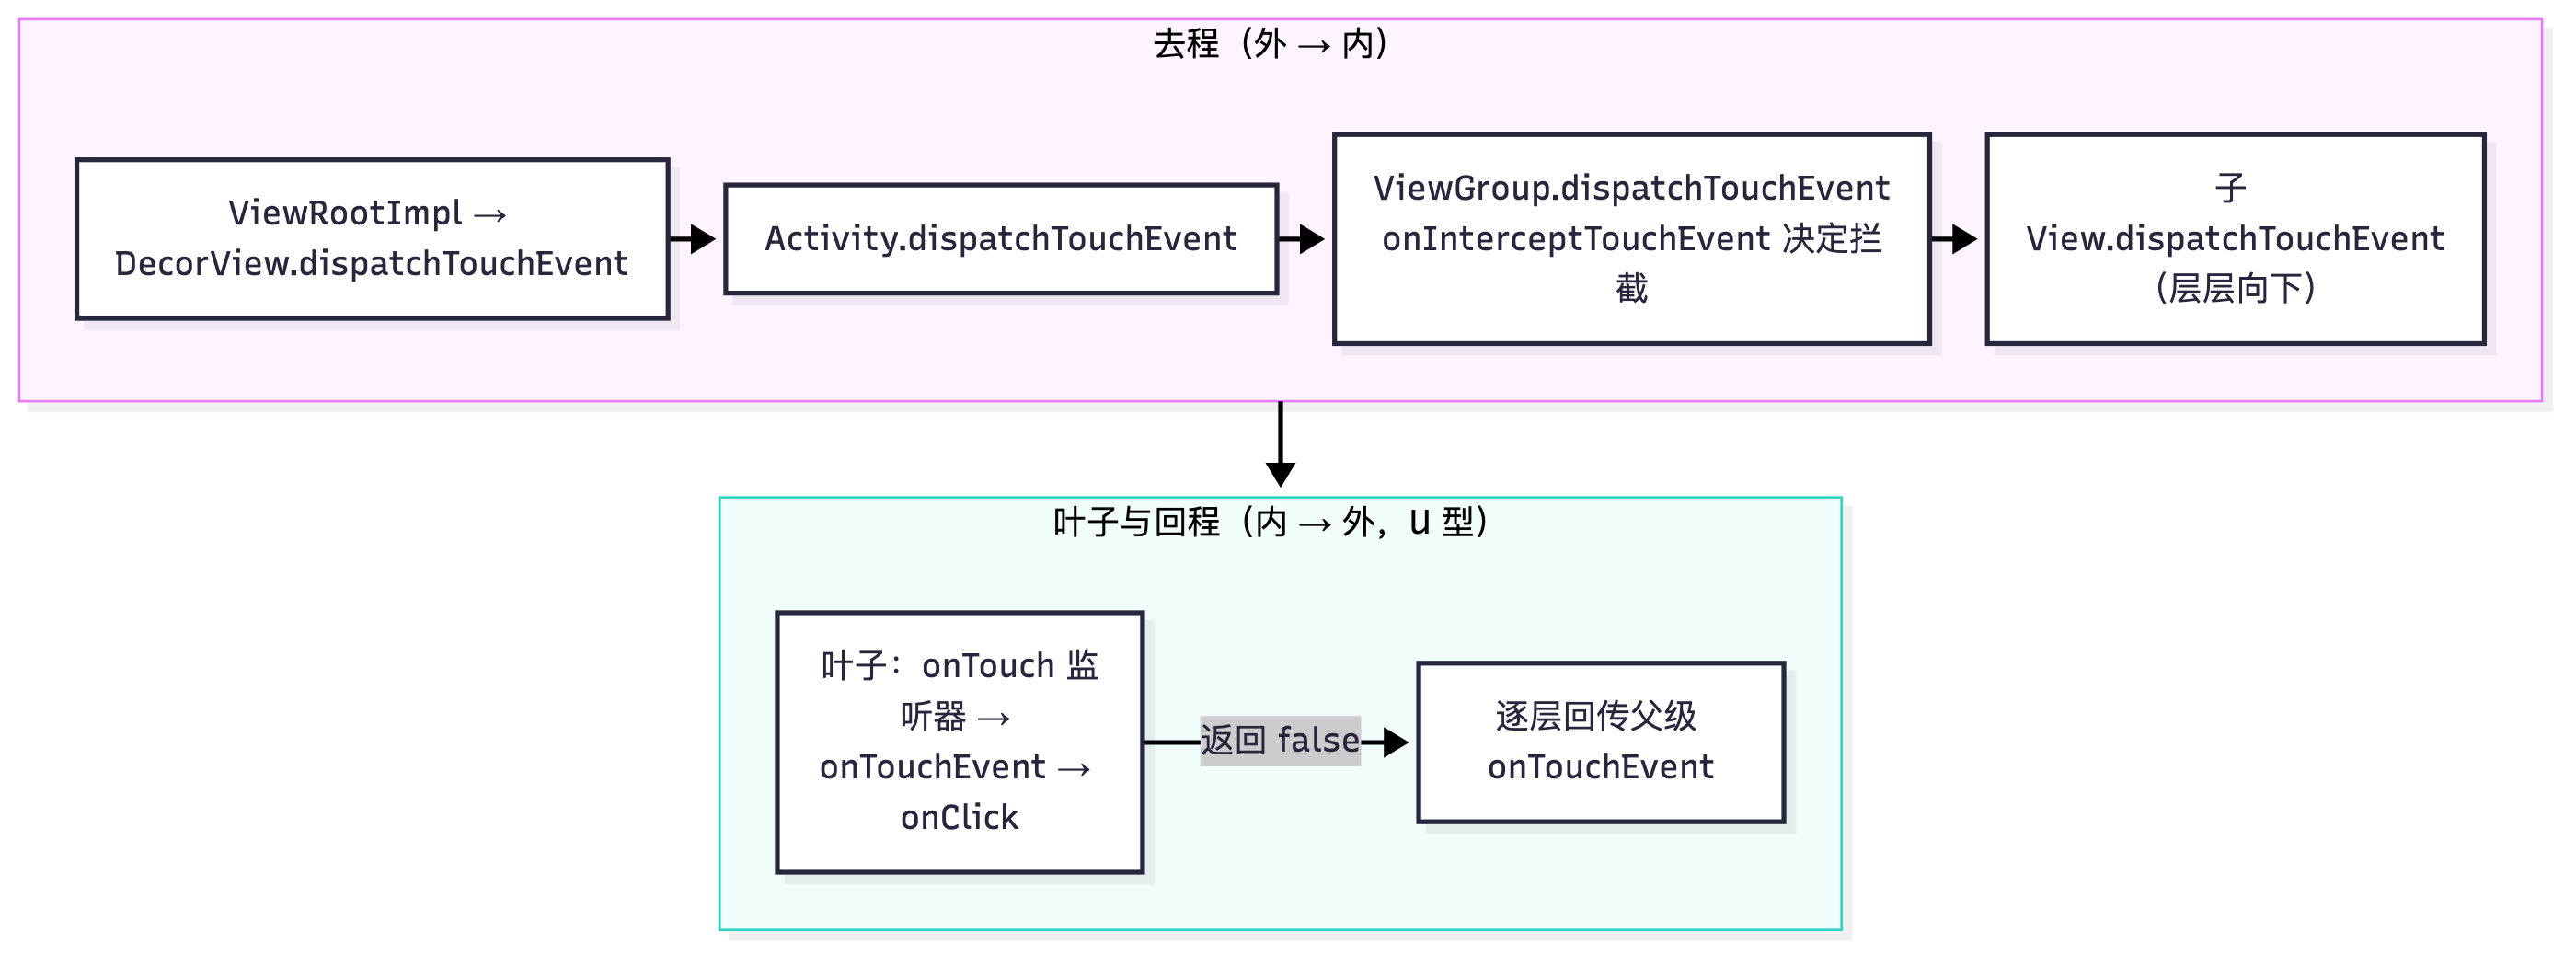 去程（外 → 内）
ViewRootImpl →
DecorView.dispatchTouchEvent
Activity.dispatchTouchEvent
ViewGroup.dispatchTouchEvent
onInterceptTouchEvent 决定拦
截
子
View.dispatchTouchEvent
（层层向下）
叶子与回程（内 → 外，U 型）
叶子：onTouch 监
听器 →
onTouchEvent →
onClick
返回 false
逐层回传父级
onTouchEvent